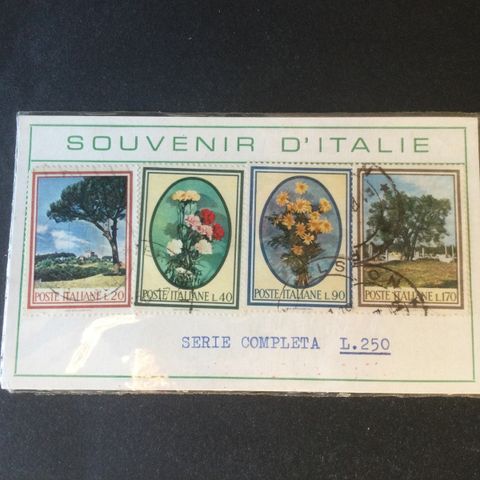 SOUVENIR D'ITALIE
POSTE ITALIANE L.20
POSTE ITALIANE L.40
POSTE ITALIANE L.90
POSTE ITALIANE L.170
SERIE COMPLETA L.250